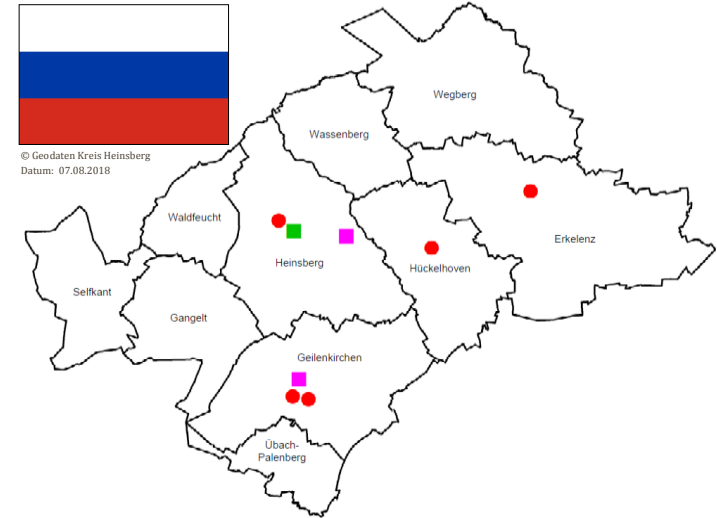 © Geodaten Kreis Heinsberg
Datum: 07.08.2018
Wegberg
Wassenberg
Waldfeucht
Erkelenz
Heinsberg
Hückelhoven
Selfkant
Gangelt
Geilenkirchen
Übach-
Palenberg